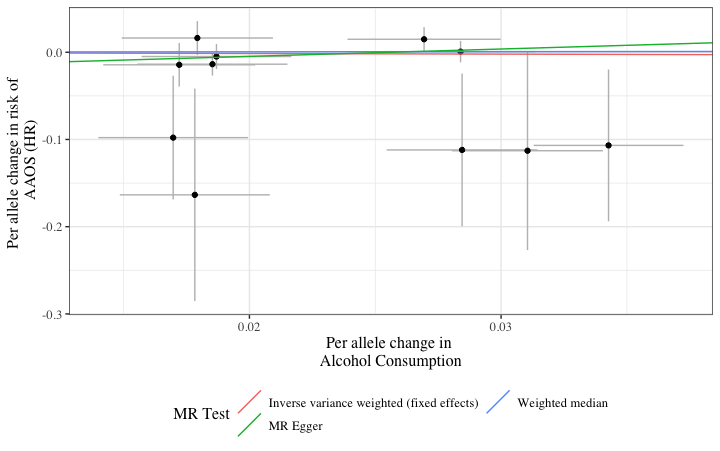 Per allele change in risk of
AAOS (HR)
0.0
-0.1
-0.2
-0.3
0.02
0.03
Per allele change in
Alcohol Consumption
MR Test
Inverse variance weighted (fixed effects)
Weighted median
MR Egger